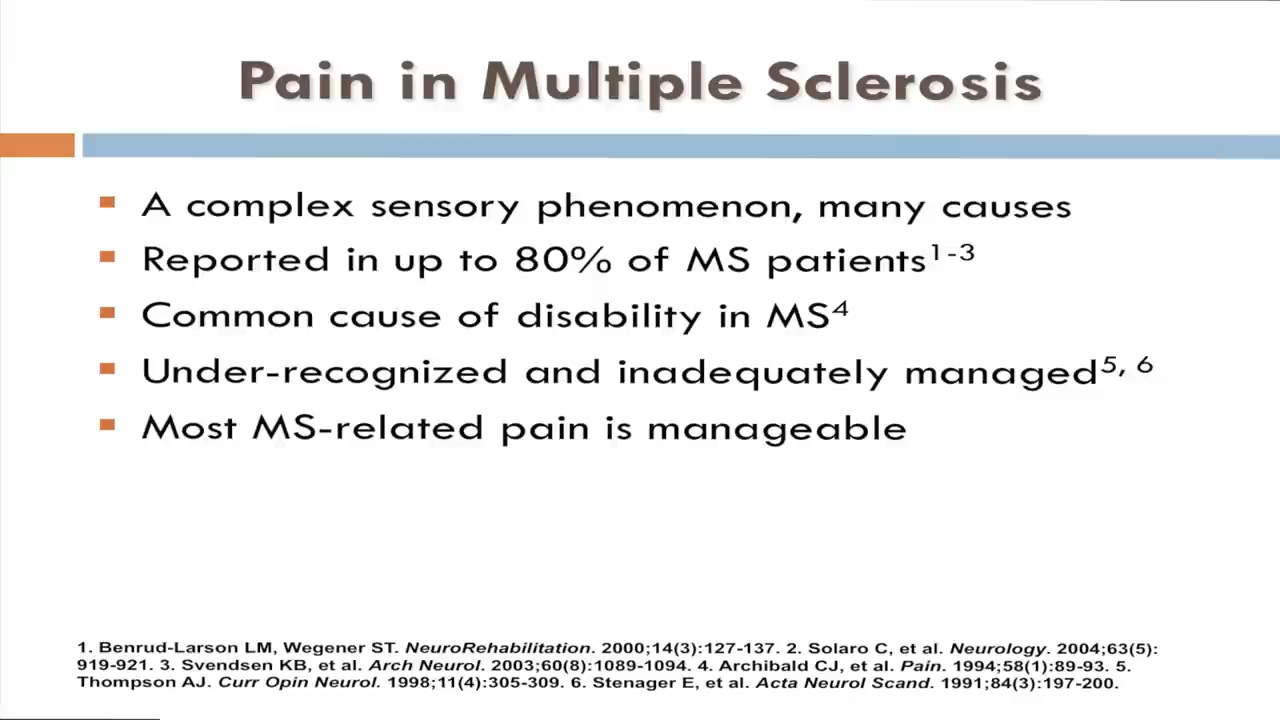 Pain in Multiple Sclerosis
▪ A complex sensory phenomenon, many causes
▪ Reported in up to 80% of MS patients¹⁻³
▪ Common cause of disability in MS⁴
▪ Under-recognized and inadequately managed⁵, ⁶
▪ Most MS-related pain is manageable
1. Benrud-Larson LM, Wegener ST. NeuroRehabilitation. 2000;14(3):127-137. 2. Solaro C, et al. Neurology. 2004;63(5):
919-921. 3. Svendsen KB, et al. Arch Neurol. 2003;60(8):1089-1094. 4. Archibald CJ, et al. Pain. 1994;58(1):89-93. 5.
Thompson AJ. Curr Opin Neurol. 1998;11(4):305-309. 6. Stenager E, et al. Acta Neurol Scand. 1991;84(3):197-200.